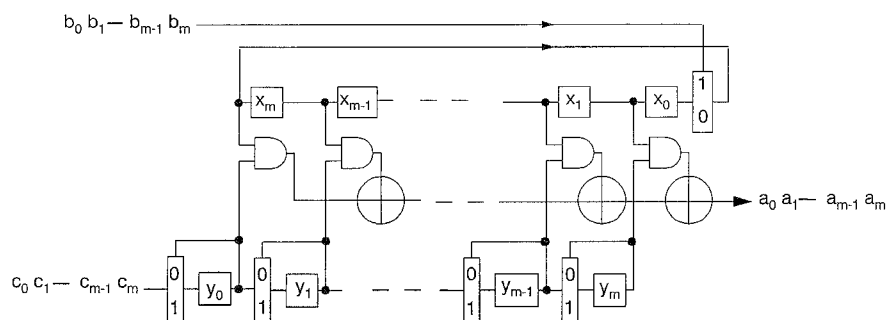 b0 b1— bm-1 bm
1
0
xm xm-1 — — x1 x0
a0 a1— am-1 am
0 0 0 0
c0 c1— cm-1 cm
y0 y1 ym-1 ym
1 1 1 1